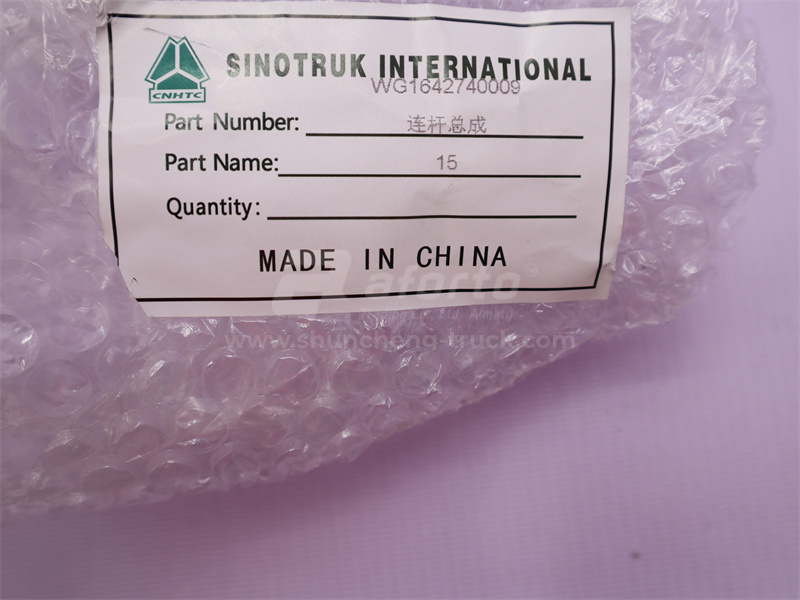 SINOTRUK INTERNATIONAL
CNHTC
WG1642740009
Part Number: 连杆总成
Part Name: 15
Quantity:
MADE IN CHINA
aforto®
www.shuncheng-truck.com